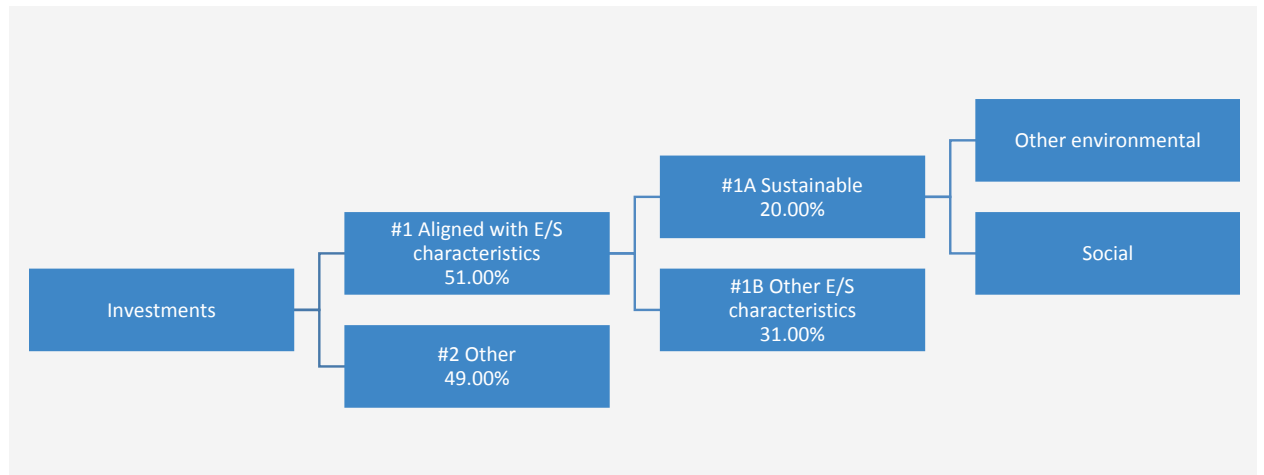 Investments
#1 Aligned with E/S
characteristics
51.00%
#2 Other
49.00%
#1A Sustainable
20.00%
#1B Other E/S
characteristics
31.00%
Other environmental
Social